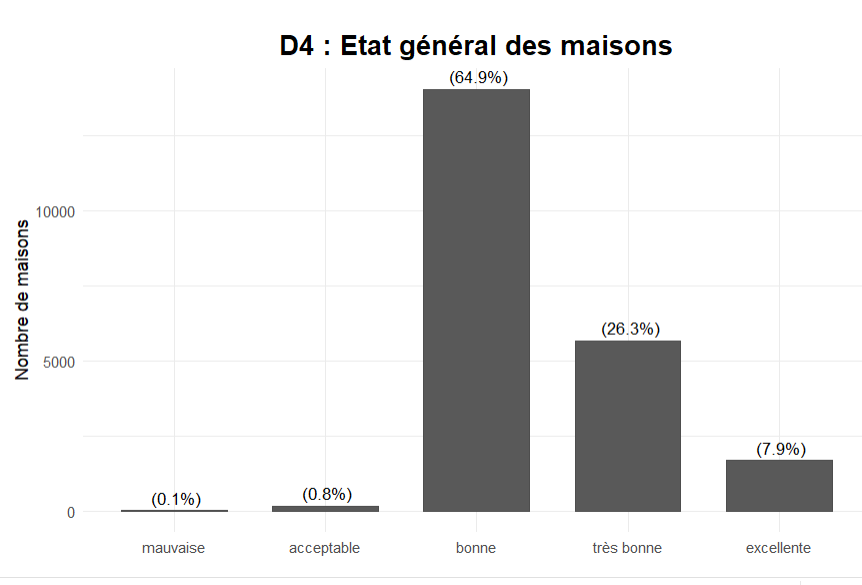 D4 : Etat général des maisons
(64.9%)
10000
Nombre de maisons
(26.3%)
5000
(7.9%)
(0.1%)
(0.8%)
0
mauvaise
acceptable
bonne
très bonne
excellente